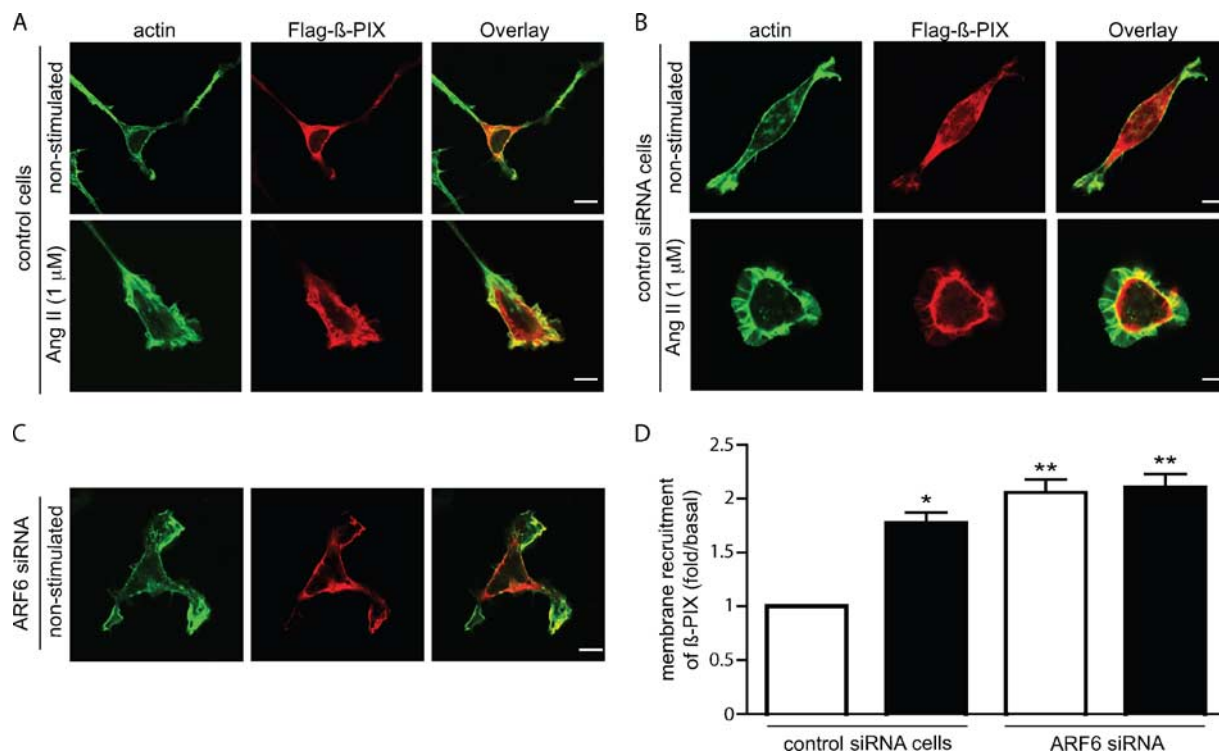 A
actin
Flag-ß-PIX
Overlay
control cells
non-stimulated
Ang II (1 µM)
B
actin
Flag-ß-PIX
Overlay
control siRNA cells
non-stimulated
Ang II (1 µM)
C
ARF6 siRNA
non-stimulated
D
membrane recruitment
of ß-PIX (fold/basal)
2.5
2
1.5
1
0.5
0
*
**
**
control siRNA cells
ARF6 siRNA